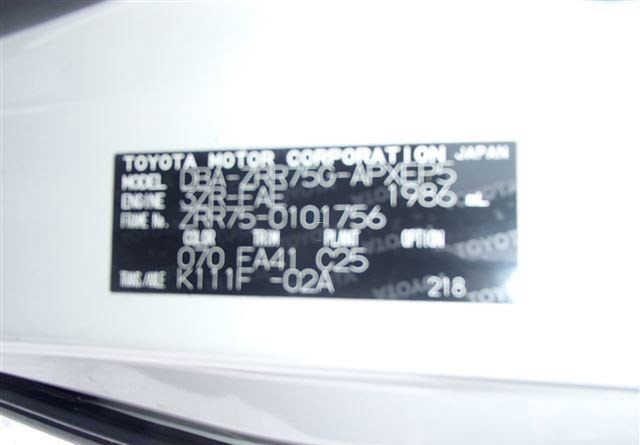 TOYOTA MOTOR CORPORATION JAPAN
MODEL DBA-ZRR75G-APXEP5
ENGINE 3ZR-FAE 1986 mL
FRAME No. ZRR75-0101756
COLOR TRIM PLANT OPTION
070 FA41 C25
TRANS/AXLE K111F -02A
218